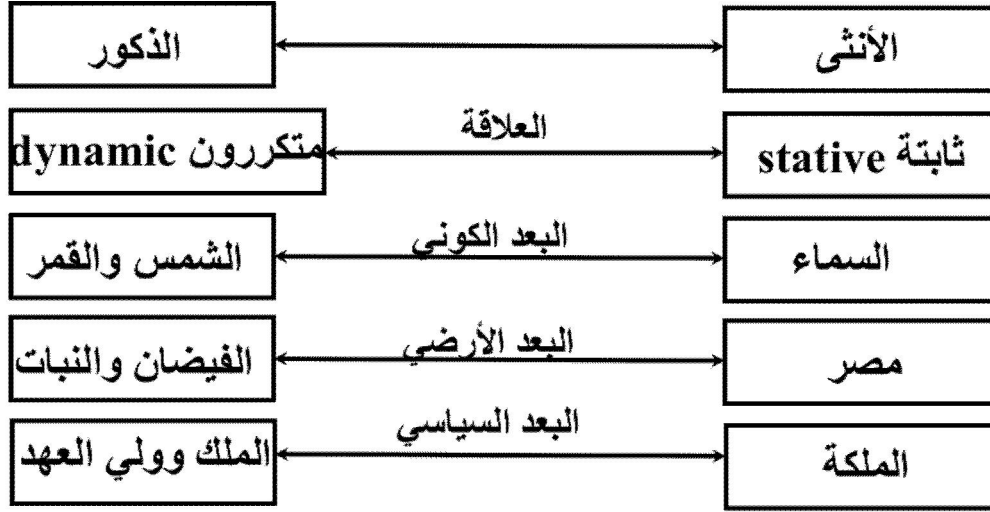 الأنثى الذكور
العلاقة
ثابتة stative متكررون dynamic
البعد الكوني
السماء الشمس والقمر
البعد الأرضي
مصر الفيضان والنبات
البعد السياسي
الملكة الملك وولي العهد